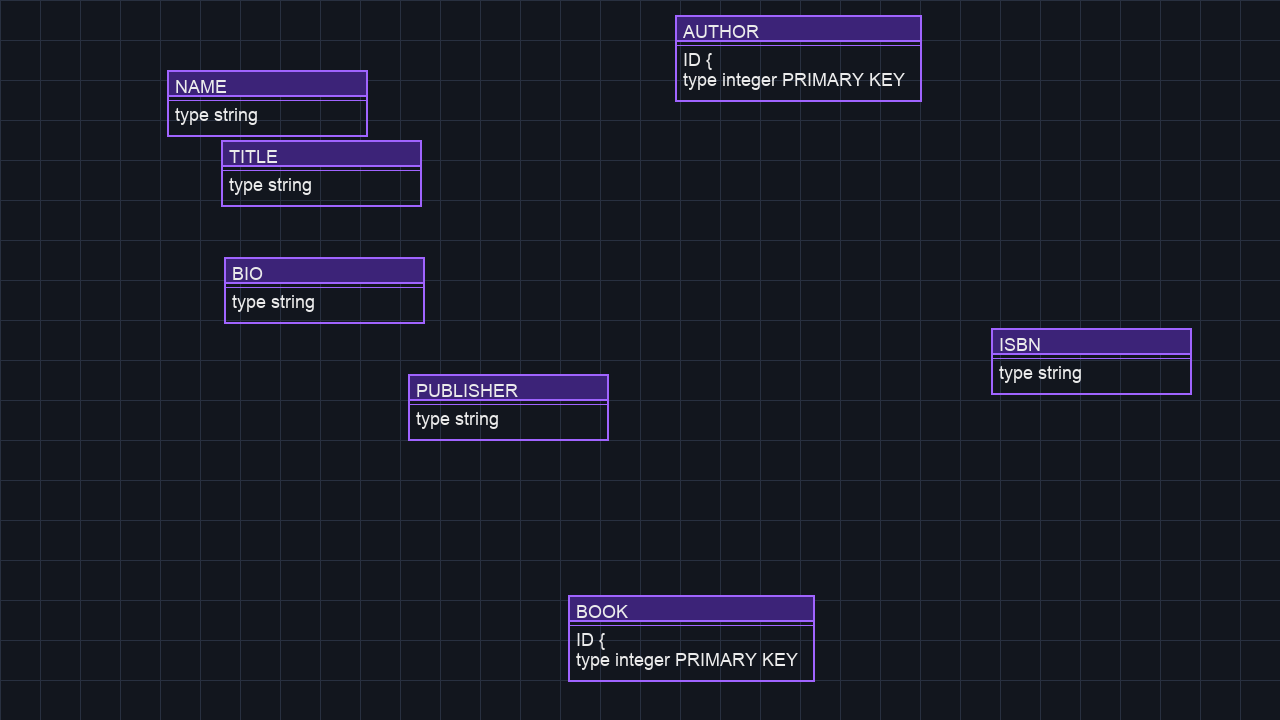 AUTHOR
ID {
type integer PRIMARY KEY
NAME
type string
TITLE
type string
BIO
type string
ISBN
type string
PUBLISHER
type string
BOOK
ID {
type integer PRIMARY KEY